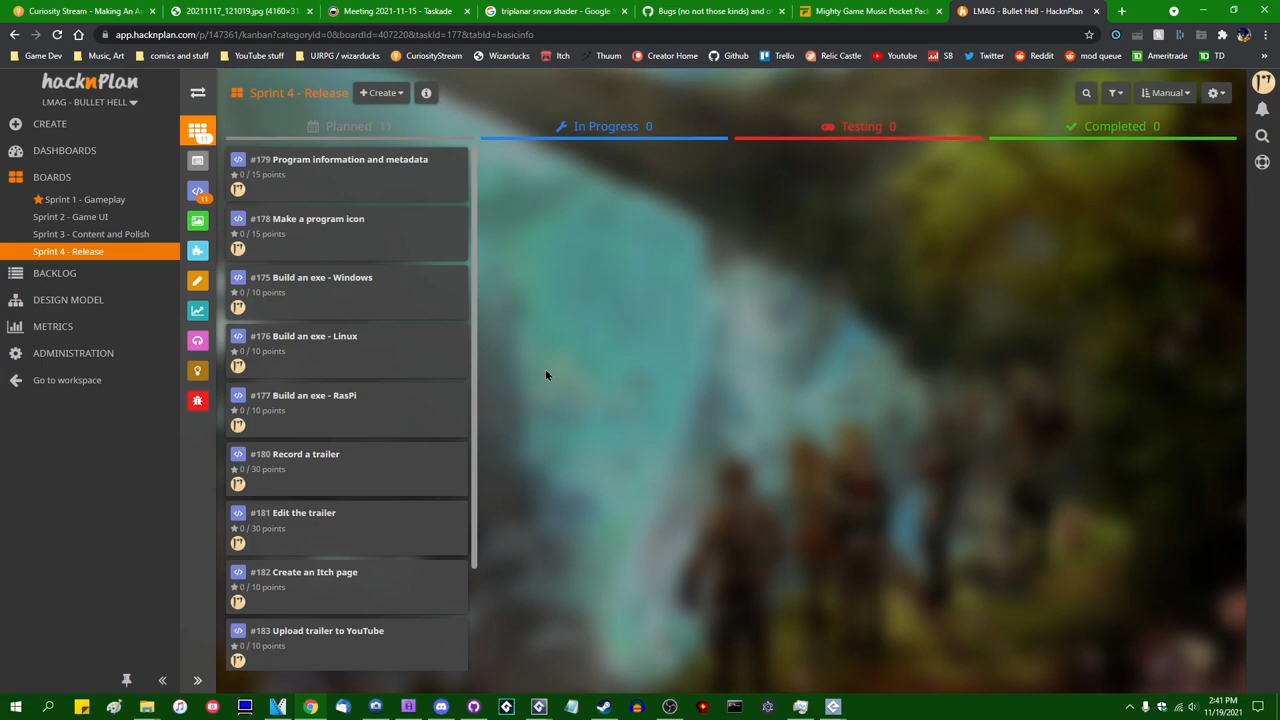 Curiosity Stream - Making An A
20211117_121019.jpg (4160×31
Meeting 2021-11-15 - Taskade
triplanar snow shader - Google S
Bugs (no not those kinds) and o
Mighty Game Music Pocket Pack
LMAG - Bullet Hell - HacknPlan
app.hacknplan.com/p/147361/kanban?categoryId=0&boardId=407220&taskId=177&tabId=basicinfo
Game Dev
Music, Art
comics and stuff
YouTube stuff
UJRPG / wizarducks
Itch
Thuum
Creator Home
Github
Trello
Relic Castle
Youtube
SB
Twitter
Reddit
mod queue
Ameritrade
TD
hacknPlan
LMAG - BULLET HELL
CREATE
DASHBOARDS
BOARDS
Sprint 1 - Gameplay
Sprint 2 - Game UI
Sprint 3 - Content and Polish
Sprint 4 - Release
BACKLOG
DESIGN MODEL
METRICS
ADMINISTRATION
Go to workspace
11
11
Sprint 4 - Release
+ Create
Manual
Planned 11
In Progress 0
Testing 0
Completed 0
#179 Program information and metadata
0 / 15 points
#178 Make a program icon
0 / 15 points
#175 Build an exe - Windows
0 / 10 points
#176 Build an exe - Linux
0 / 10 points
#177 Build an exe - RasPi
0 / 10 points
#180 Record a trailer
0 / 30 points
#181 Edit the trailer
0 / 30 points
#182 Create an Itch page
0 / 10 points
#183 Upload trailer to YouTube
0 / 10 points
2:41 PM
11/19/2021